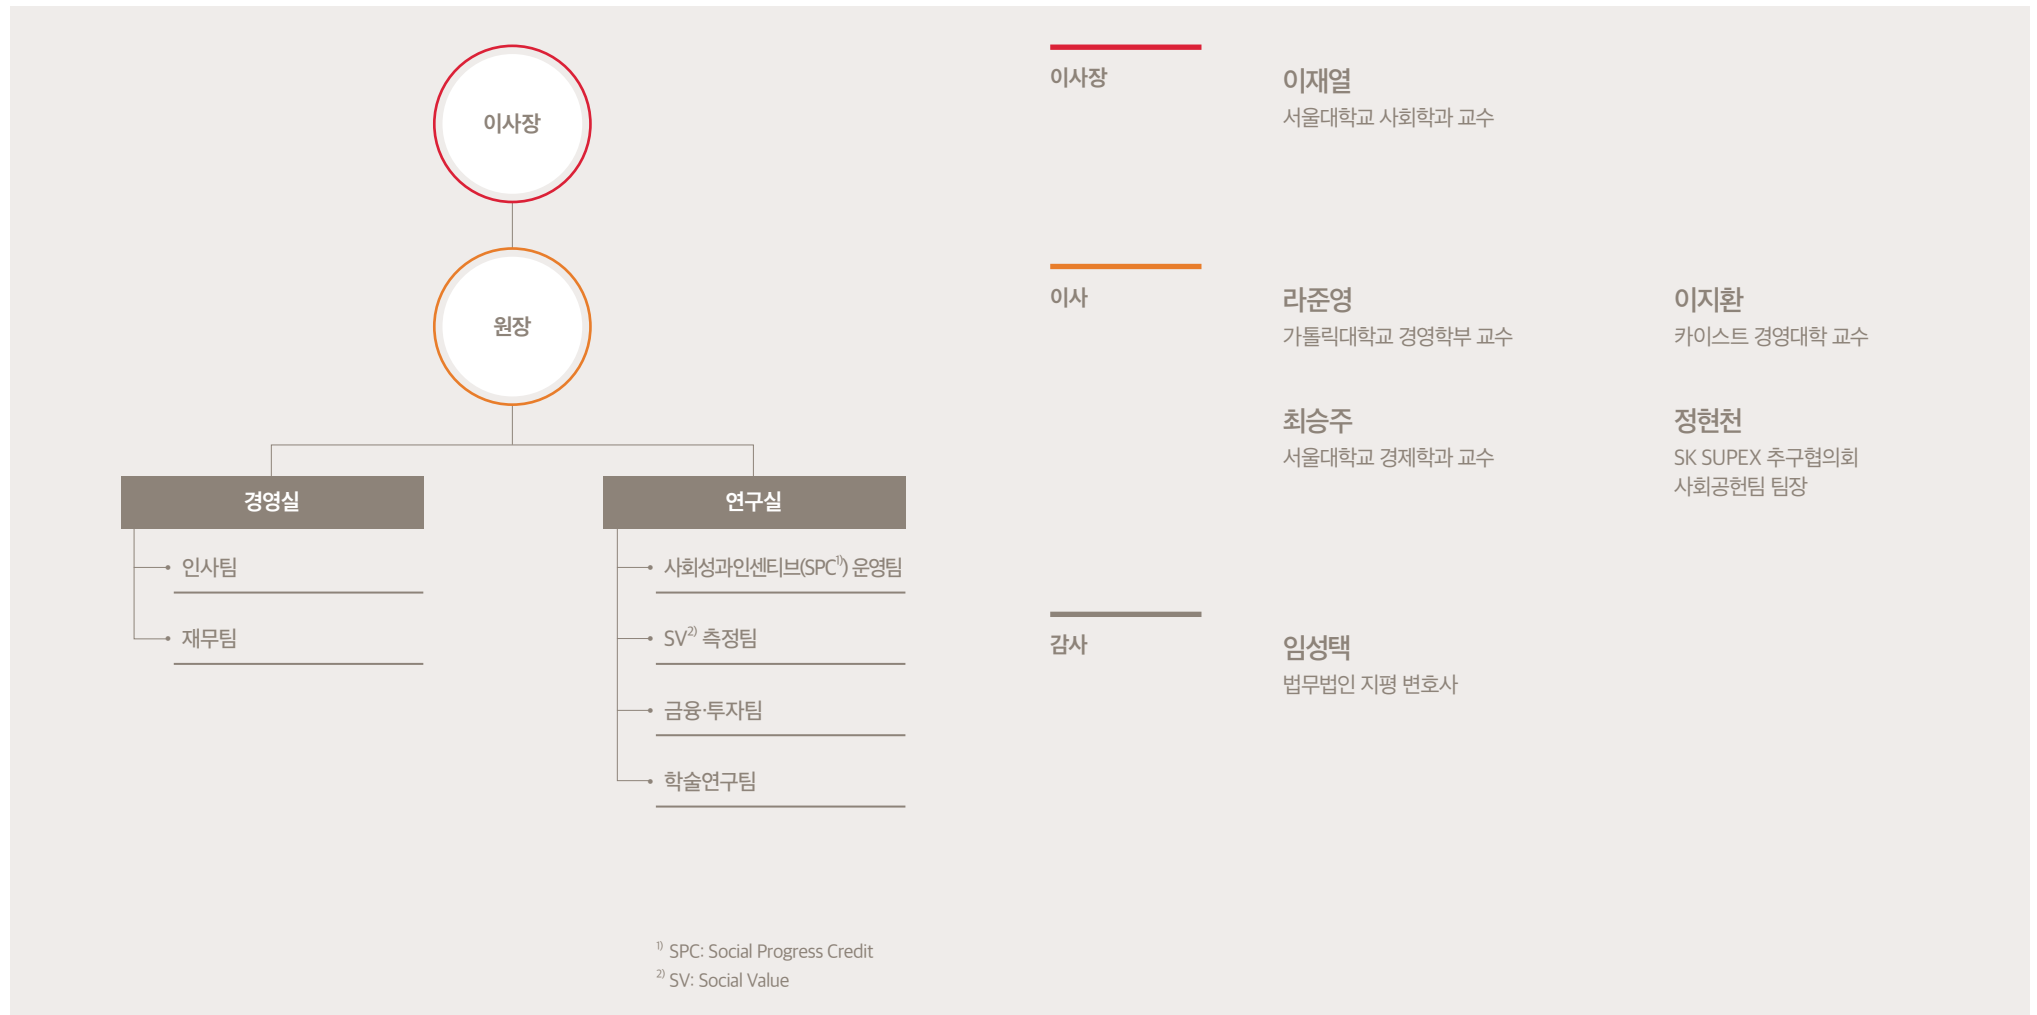 이사장
원장
경영실
인사팀
재무팀
연구실
사회성과인센티브(SPC¹⁾) 운영팀
SV²⁾ 측정팀
금융·투자팀
학술연구팀
¹⁾ SPC: Social Progress Credit
²⁾ SV: Social Value
이사장
이재열
서울대학교 사회학과 교수
이사
라준영
가톨릭대학교 경영학부 교수
이지환
카이스트 경영대학 교수
최승주
서울대학교 경제학과 교수
정현천
SK SUPEX 추구협의회
사회공헌팀 팀장
감사
임성택
법무법인 지평 변호사